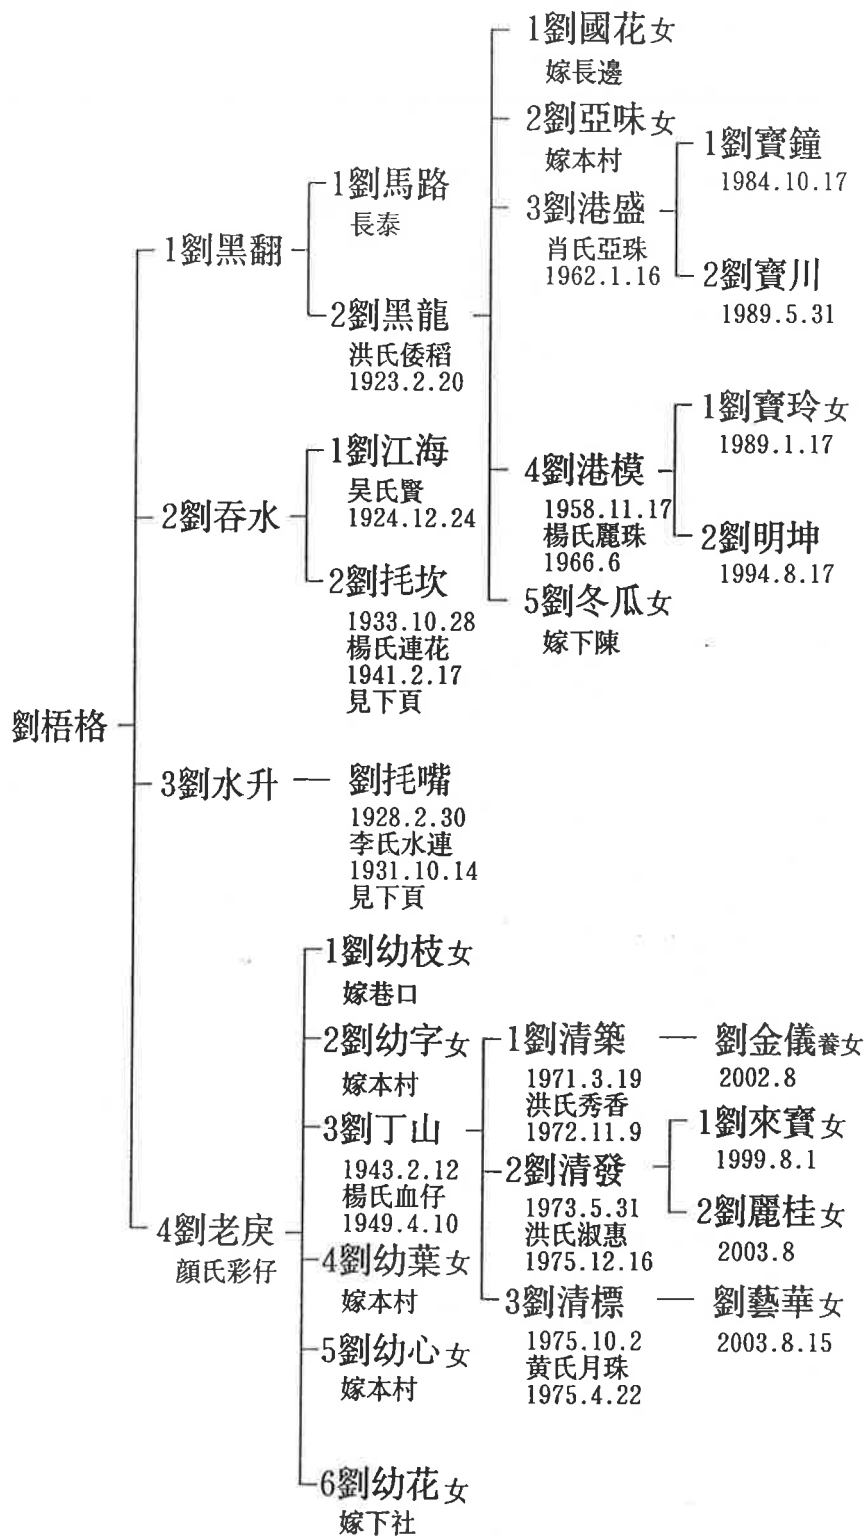 劉梧格
1劉黑翻
1劉馬路
長泰
2劉黑龍
洪氏倭稻
1923.2.20
1劉國花女
嫁長邊
2劉亞味女
嫁本村
3劉港盛
肖氏亞珠
1962.1.16
1劉寶鐘
1984.10.17
2劉寶川
1989.5.31
4劉港模
1958.11.17
楊氏麗珠
1966.6
1劉寶玲女
1989.1.17
2劉明坤
1994.8.17
5劉冬瓜女
嫁下陳
2劉吞水
1劉江海
吴氏賢
1924.12.24
2劉托坎
1933.10.28
楊氏連花
1941.2.17
見下頁
3劉水升
劉托嘴
1928.2.30
李氏水連
1931.10.14
見下頁
4劉老戾
顔氏彩仔
1劉幼枝女
嫁巷口
2劉幼字女
嫁本村
3劉丁山
1943.2.12
楊氏血仔
1949.4.10
1劉清築
1971.3.19
洪氏秀香
1972.11.9
劉金儀養女
2002.8
2劉清發
1973.5.31
洪氏淑惠
1975.12.16
1劉來寶女
1999.8.1
2劉麗桂女
2003.8
3劉清標
1975.10.2
黄氏月珠
1975.4.22
劉藝華女
2003.8.15
4劉幼葉女
嫁本村
5劉幼心女
嫁本村
6劉幼花女
嫁下社